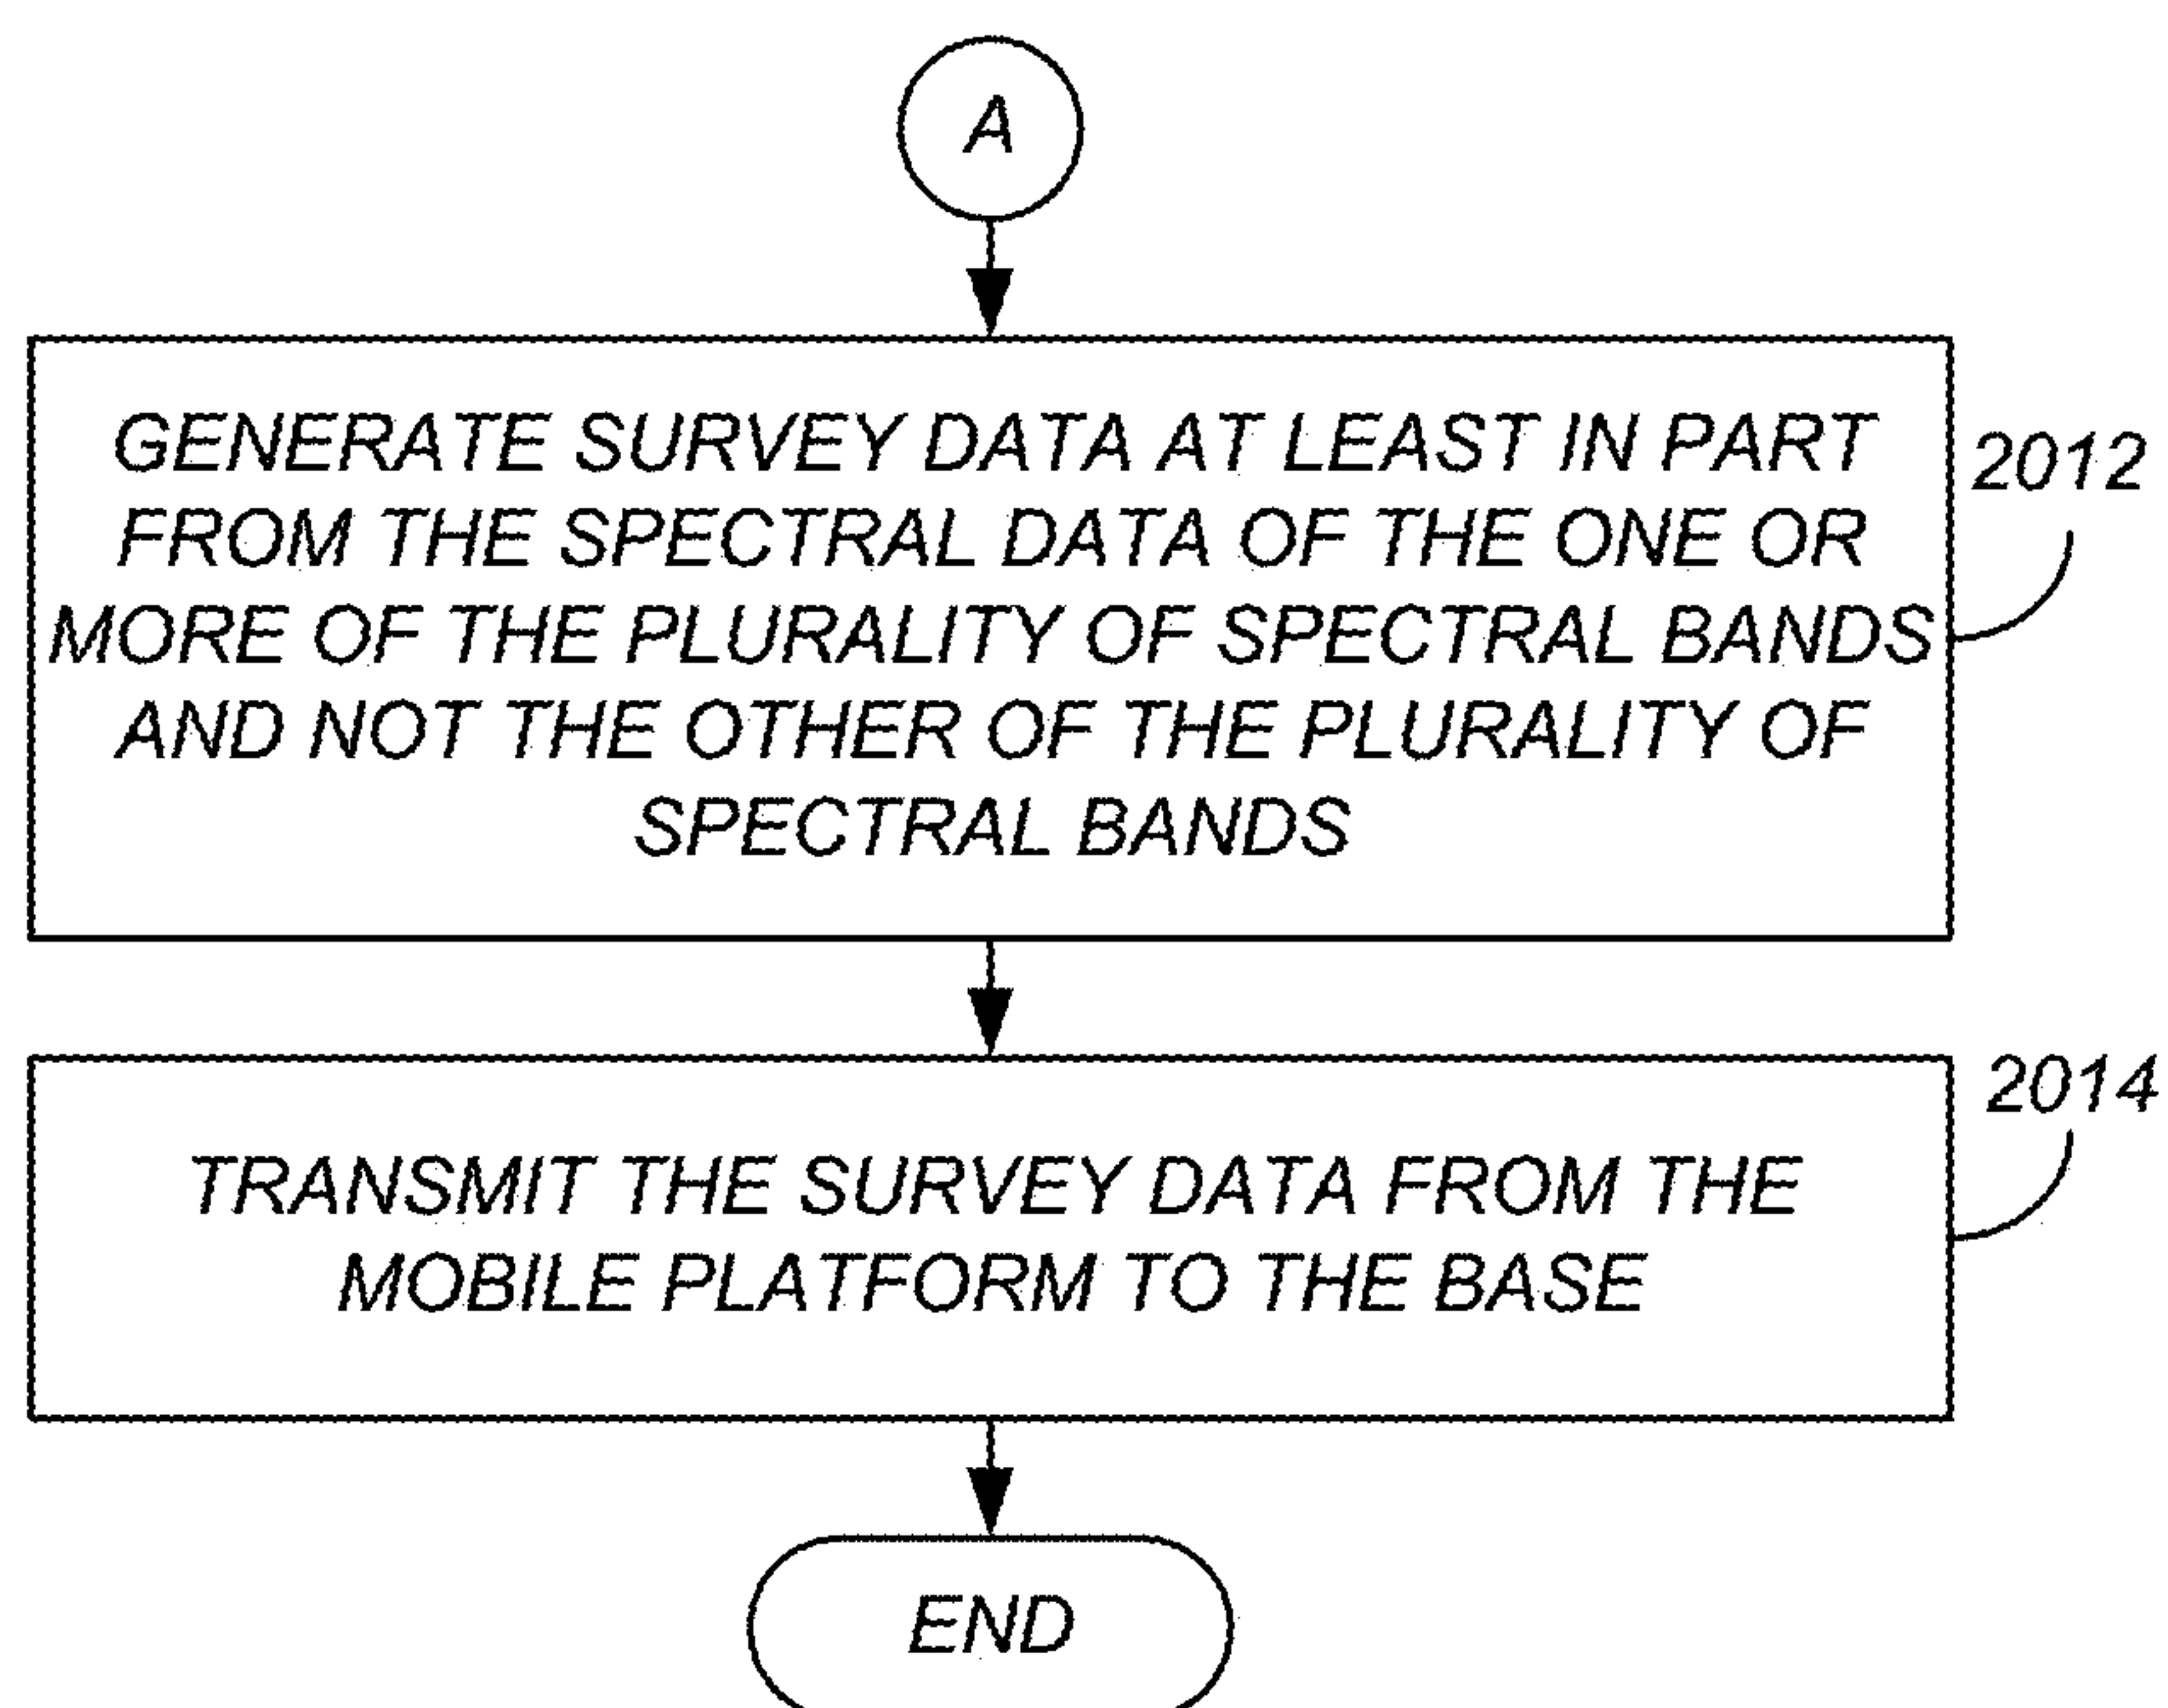 A
GENERATE SURVEY DATA AT LEAST IN PART
FROM THE SPECTRAL DATA OF THE ONE OR
MORE OF THE PLURALITY OF SPECTRAL BANDS
AND NOT THE OTHER OF THE PLURALITY OF
SPECTRAL BANDS
2012
TRANSMIT THE SURVEY DATA FROM THE
MOBILE PLATFORM TO THE BASE
2014
END